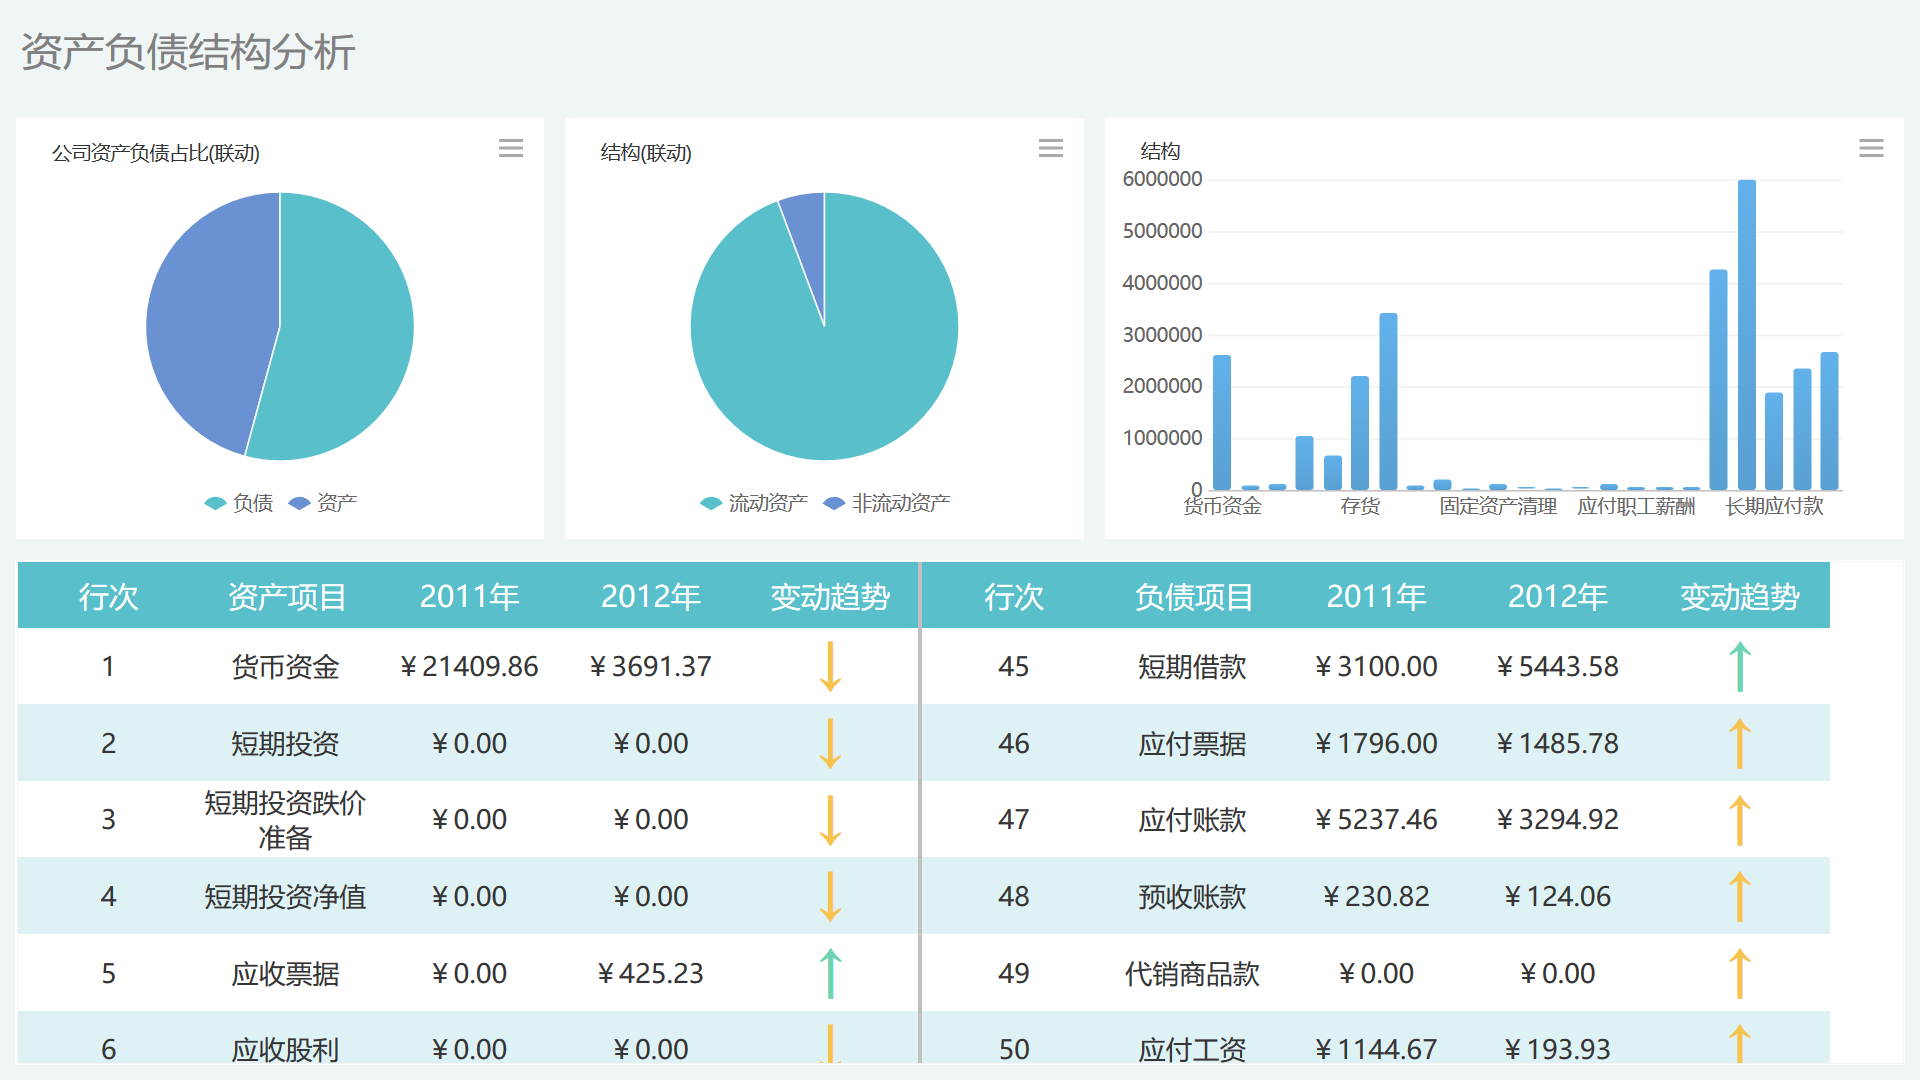 资产负债结构分析
公司资产负债占比(联动)
负债 资产
结构(联动)
流动资产 非流动资产
结构
6000000
5000000
4000000
3000000
2000000
1000000
0
货币资金 存货 固定资产清理 应付职工薪酬 长期应付款
行次 资产项目 2011年 2012年 变动趋势 行次 负债项目 2011年 2012年 变动趋势
1 货币资金 ¥21409.86 ¥3691.37 ↓ 45 短期借款 ¥3100.00 ¥5443.58 ↑
2 短期投资 ¥0.00 ¥0.00 ↓ 46 应付票据 ¥1796.00 ¥1485.78 ↑
3 短期投资跌价
准备 ¥0.00 ¥0.00 ↓ 47 应付账款 ¥5237.46 ¥3294.92 ↑
4 短期投资净值 ¥0.00 ¥0.00 ↓ 48 预收账款 ¥230.82 ¥124.06 ↑
5 应收票据 ¥0.00 ¥425.23 ↑ 49 代销商品款 ¥0.00 ¥0.00 ↑
6 应收股利 ¥0.00 ¥0.00 ↓ 50 应付工资 ¥1144.67 ¥193.93 ↑